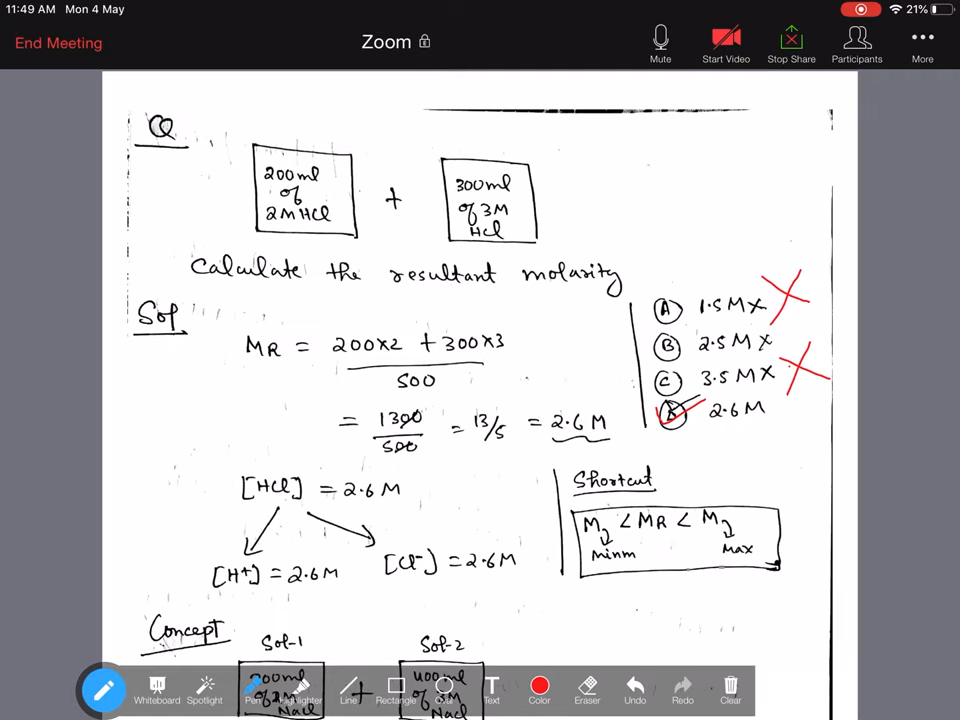 11:49 AM Mon 4 May
21%
End Meeting
Zoom
Mute
Start Video
Stop Share
Participants
More
Q
200ml
of
2M HCl
+
300ml
of 3M
HCl
Calculate the resultant molarity
Sol
MR = 200×2 + 300×3
500
= 1300
500
= 13/5 = 2.6 M
[HCl] = 2.6 M
[H+] = 2.6 M
[Cl-] = 2.6 M
A 1.5 M ×
B 2.5 M ×
C 3.5 M ×
2.6 M
Shortcut
M < MR < M
Minm
Max
Concept
Sol-1
Sol-2
+
400ml
of 3M
NaCl
NaCl
Whiteboard
Spotlight
Pen
Highlighter
Line
Rectangle
Oval
Text
Color
Eraser
Undo
Redo
Clear